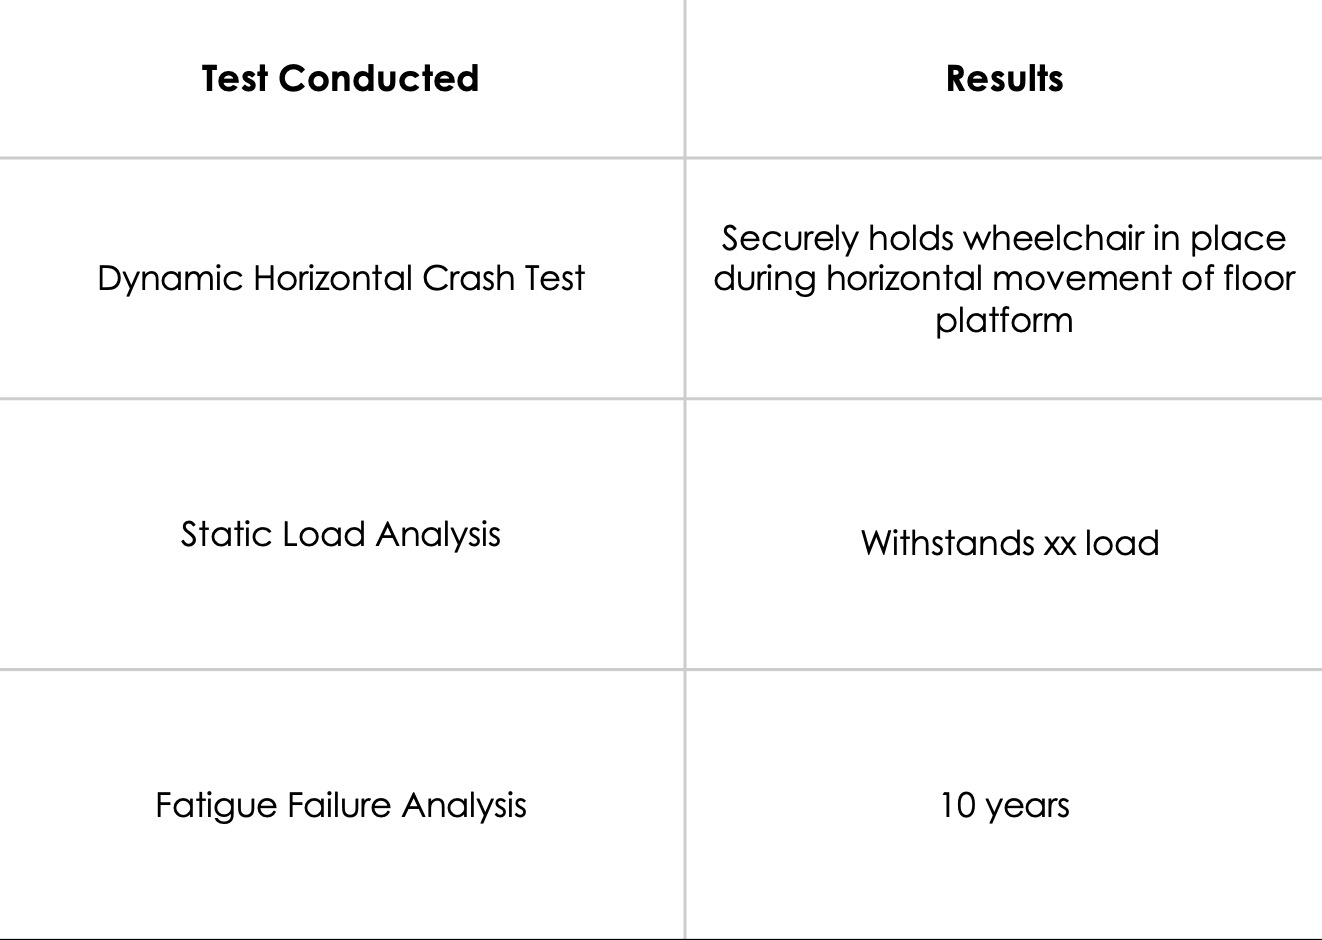 Test Conducted
Results
Dynamic Horizontal Crash Test
Securely holds wheelchair in place
during horizontal movement of floor
platform
Static Load Analysis
Withstands xx load
Fatigue Failure Analysis
10 years